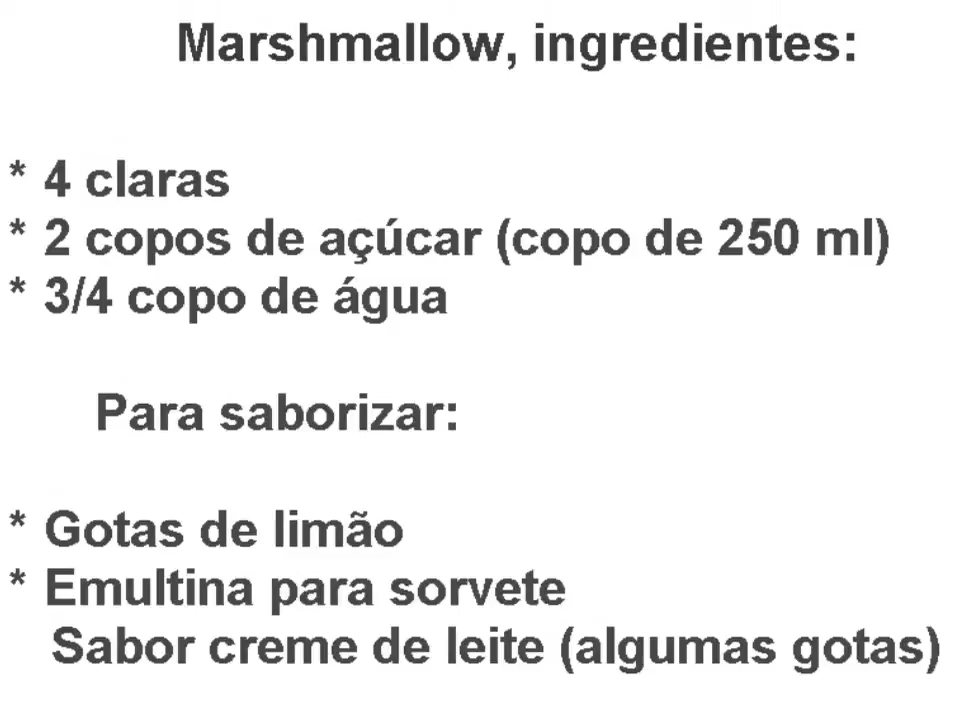 Marshmallow, ingredientes:
* 4 claras
* 2 copos de açúcar (copo de 250 ml)
* 3/4 copo de água
Para saborizar:
* Gotas de limão
* Emultina para sorvete
Sabor creme de leite (algumas gotas)